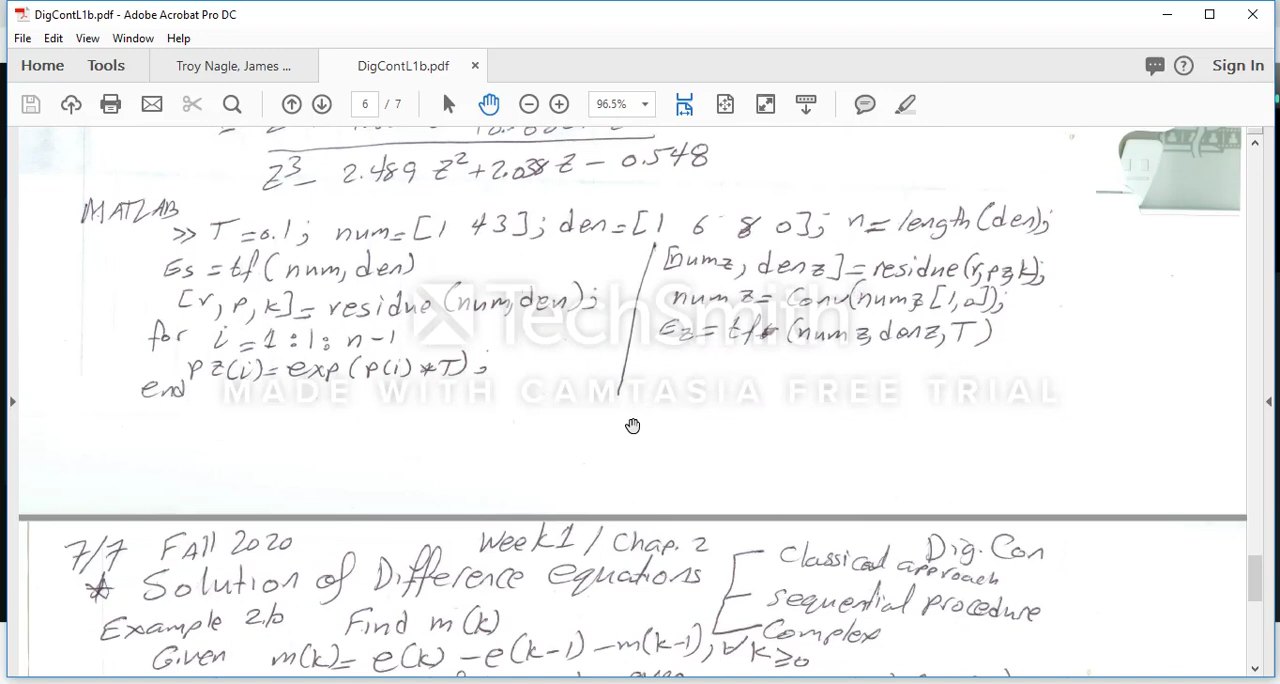 DigContL1b.pdf - Adobe Acrobat Pro DC
File Edit View Window Help
Home Tools Troy Nagle, James ... DigContL1b.pdf × Sign In
6 / 7 96.5%
Z³ - 2.489 Z² + 2.038 Z - 0.548
MATLAB
>> T=0.1; num=[1 4 3]; den=[1 6 8 0]; n=length(den);
Gs=tf(num,den)
[r,p,k]=residue(num,den);
for i=1:1:n-1
pz(i)=exp(p(i)*T);
end
[numz, denz]=residue(r,pz,k);
numz=conv(numz,[1,0]);
Ez=tf(numz,denz,T)
TechSmith
MADE WITH CAMTASIA FREE TRIAL
7/7 Fall 2020 Week1 / Chap. 2 Dig. Con
* Solution of Difference equations
Classical approach
sequential procedure
Complex
Example 2.6 Find m(k)
Given m(k)= e(k) - e(k-1) - m(k-1), ∀k≥0